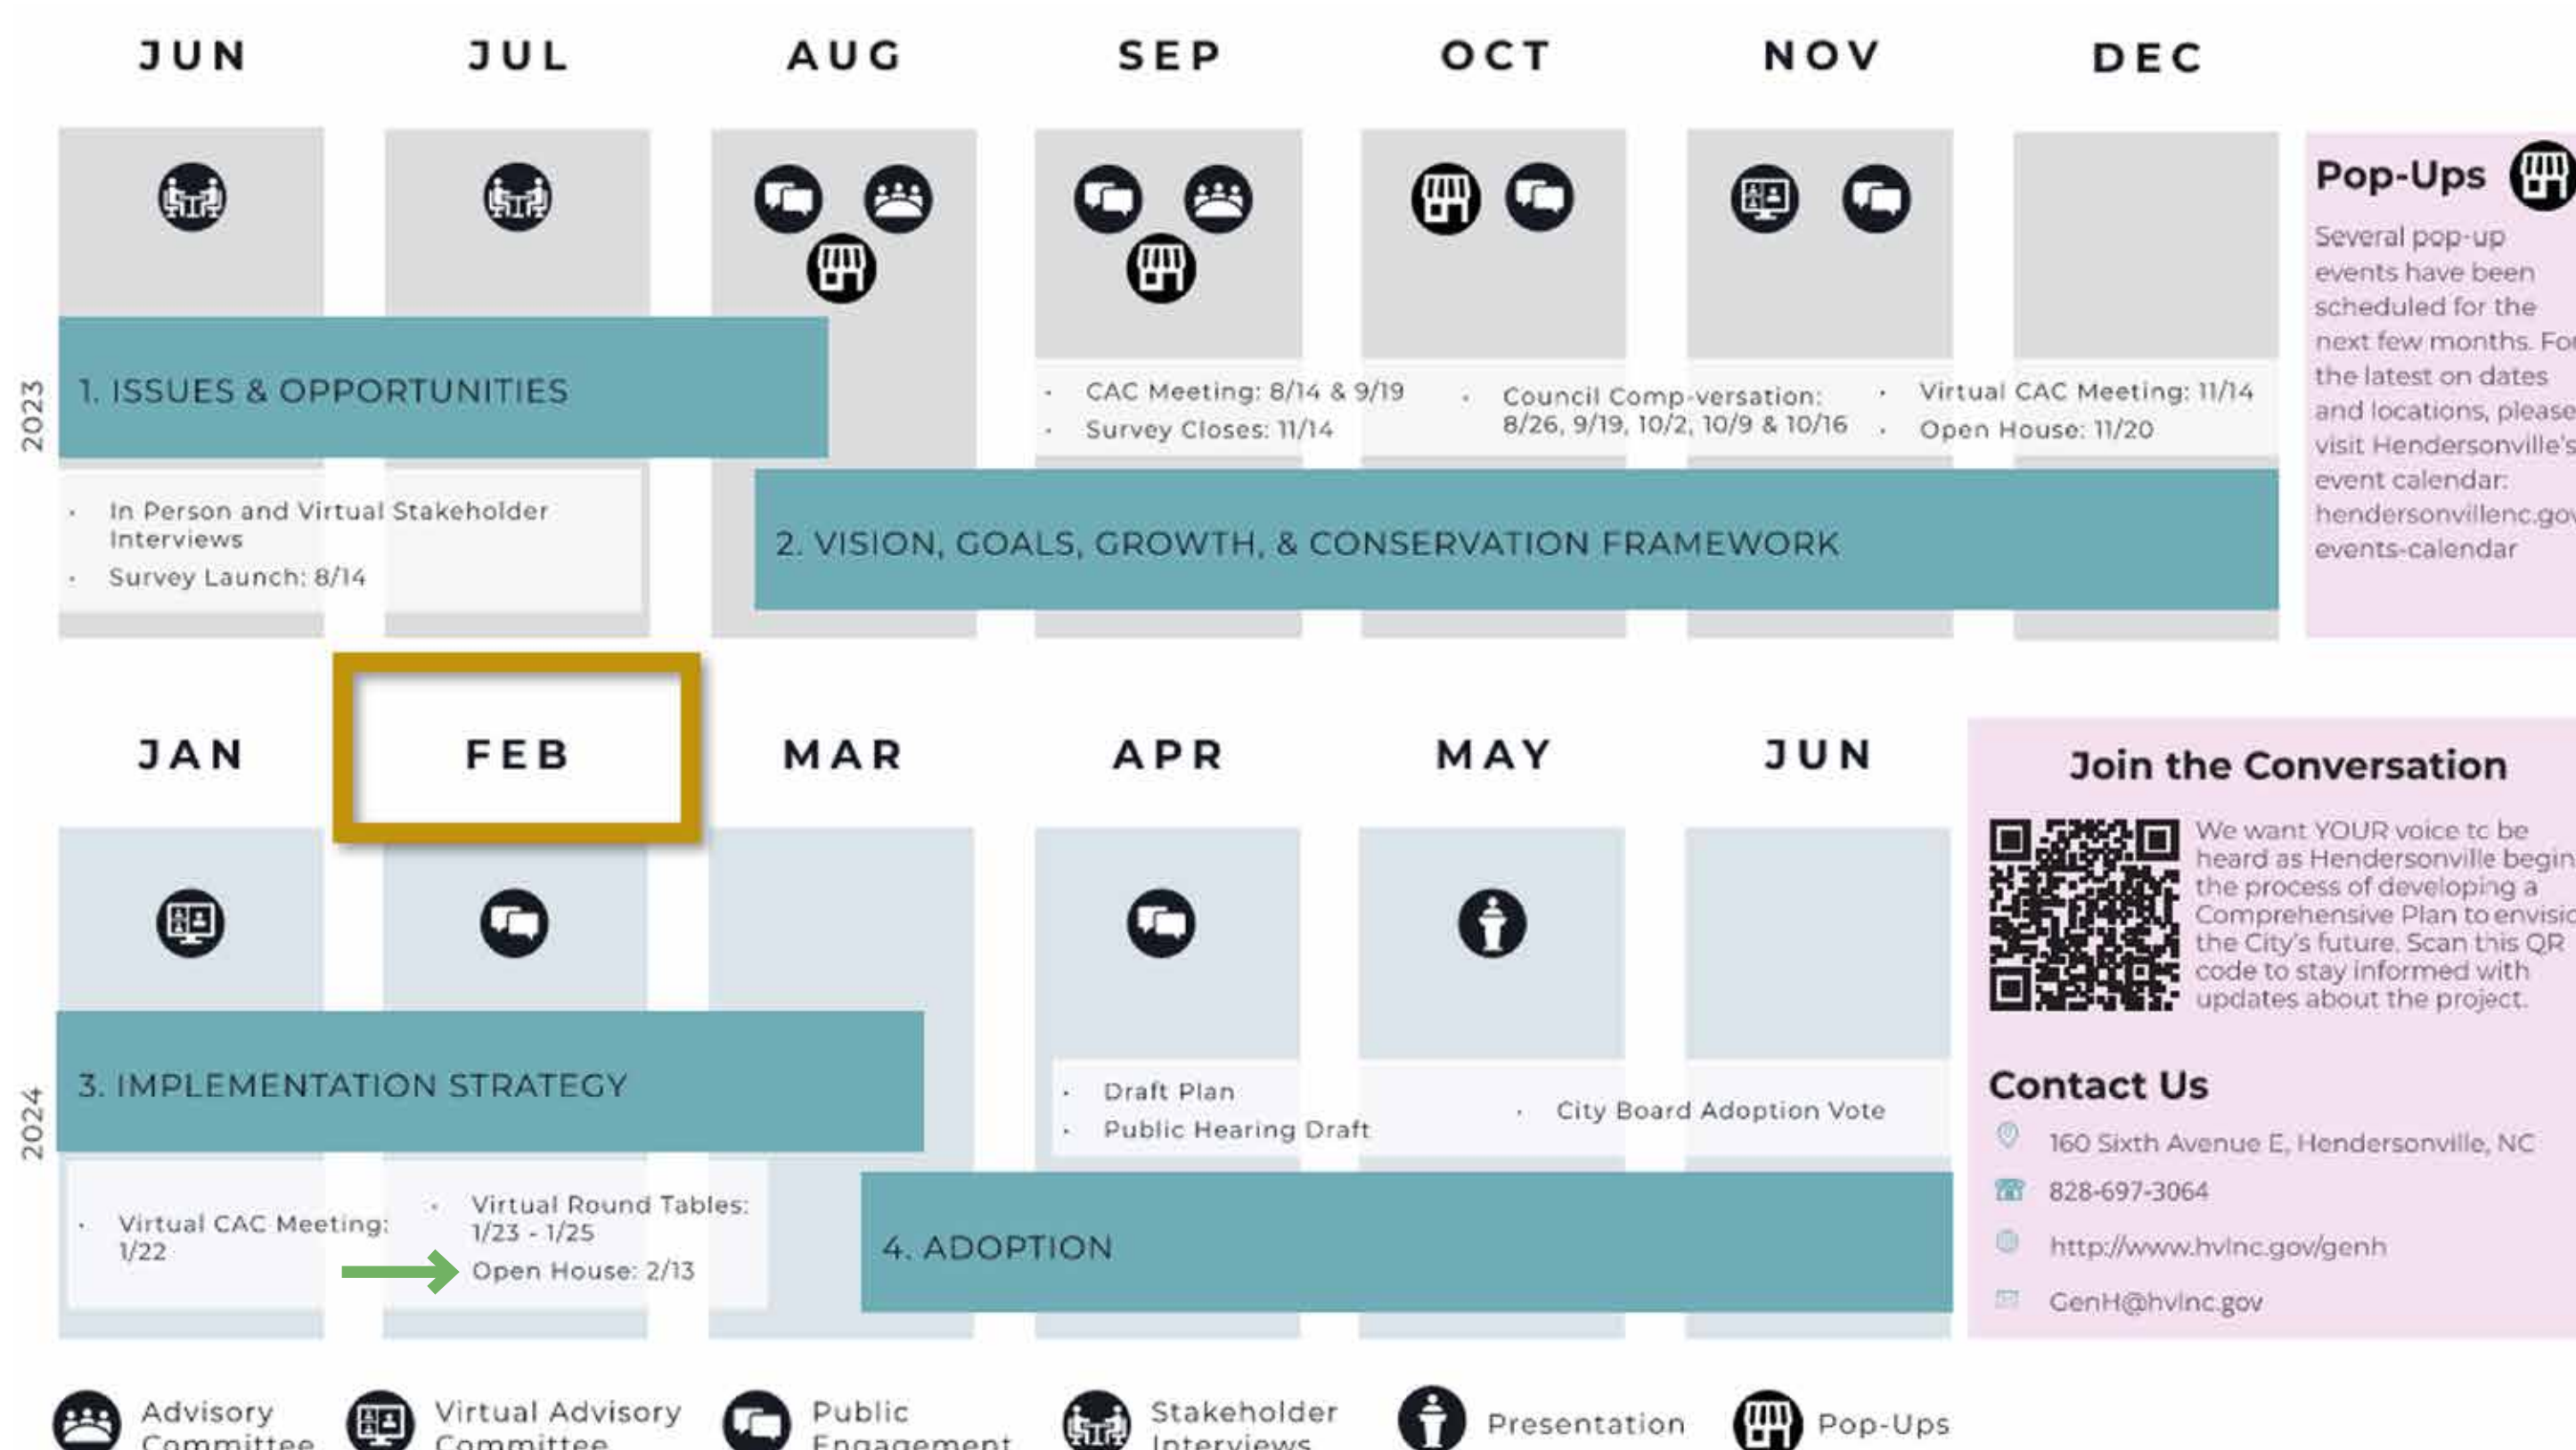 JUN JUL AUG SEP OCT NOV DEC
2023
1. ISSUES & OPPORTUNITIES
• In Person and Virtual Stakeholder
Interviews
• Survey Launch: 8/14
• CAC Meeting: 8/14 & 9/19
• Survey Closes: 11/14
• Council Comp-versation:
8/26, 9/19, 10/2, 10/9 & 10/16
• Virtual CAC Meeting: 11/14
• Open House: 11/20
2. VISION, GOALS, GROWTH, & CONSERVATION FRAMEWORK
Pop-Ups
Several pop-up
events have been
scheduled for the
next few months. For
the latest on dates
and locations, please
visit Hendersonville's
event calendar:
hendersonvillenc.gov
events-calendar
JAN FEB MAR APR MAY JUN
2024
3. IMPLEMENTATION STRATEGY
• Virtual CAC Meeting:
1/22
• Virtual Round Tables:
1/23 - 1/25
Open House: 2/13
• Draft Plan
• Public Hearing Draft
• City Board Adoption Vote
4. ADOPTION
Join the Conversation
We want YOUR voice to be
heard as Hendersonville begin
the process of developing a
Comprehensive Plan to envisio
the City's future. Scan this QR
code to stay informed with
updates about the project.
Contact Us
160 Sixth Avenue E, Hendersonville, NC
828-697-3064
http://www.hvlnc.gov/genh
GenH@hvlnc.gov
Advisory
Committee
Virtual Advisory
Committee
Public
Engagement
Stakeholder
Interviews
Presentation
Pop-Ups